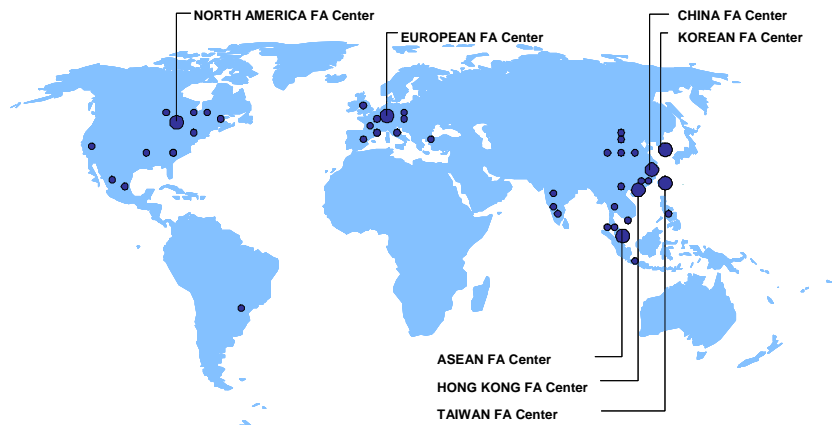 NORTH AMERICA FA Center
CHINA FA Center
EUROPEAN FA Center
KOREAN FA Center
ASEAN FA Center
HONG KONG FA Center
TAIWAN FA Center